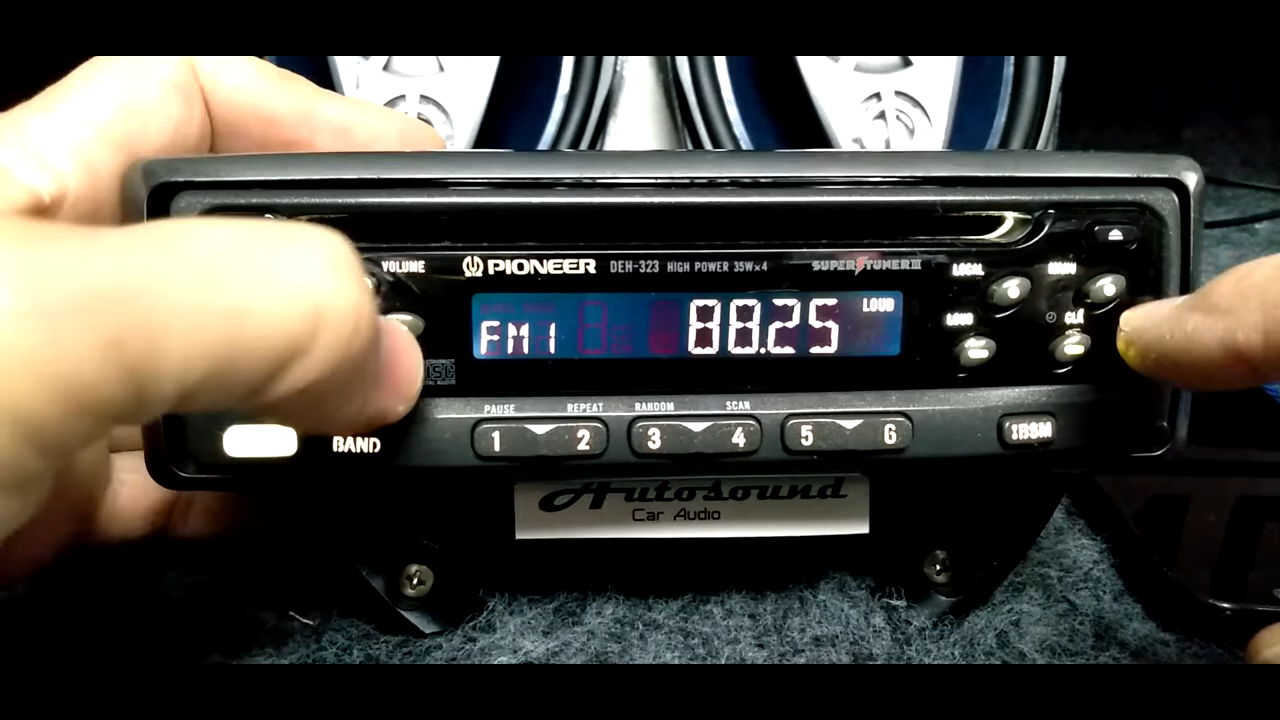 VOLUME
PIONEER DEH-323 HIGH POWER 35W×4 SUPER TUNER III
LOCAL
FM1 88.25 LOUD
LOUD
CLK
DISC
PAUSE REPEAT RANDOM SCAN
BAND 1 2 3 4 5 6 BSM
Autosound
Car Audio